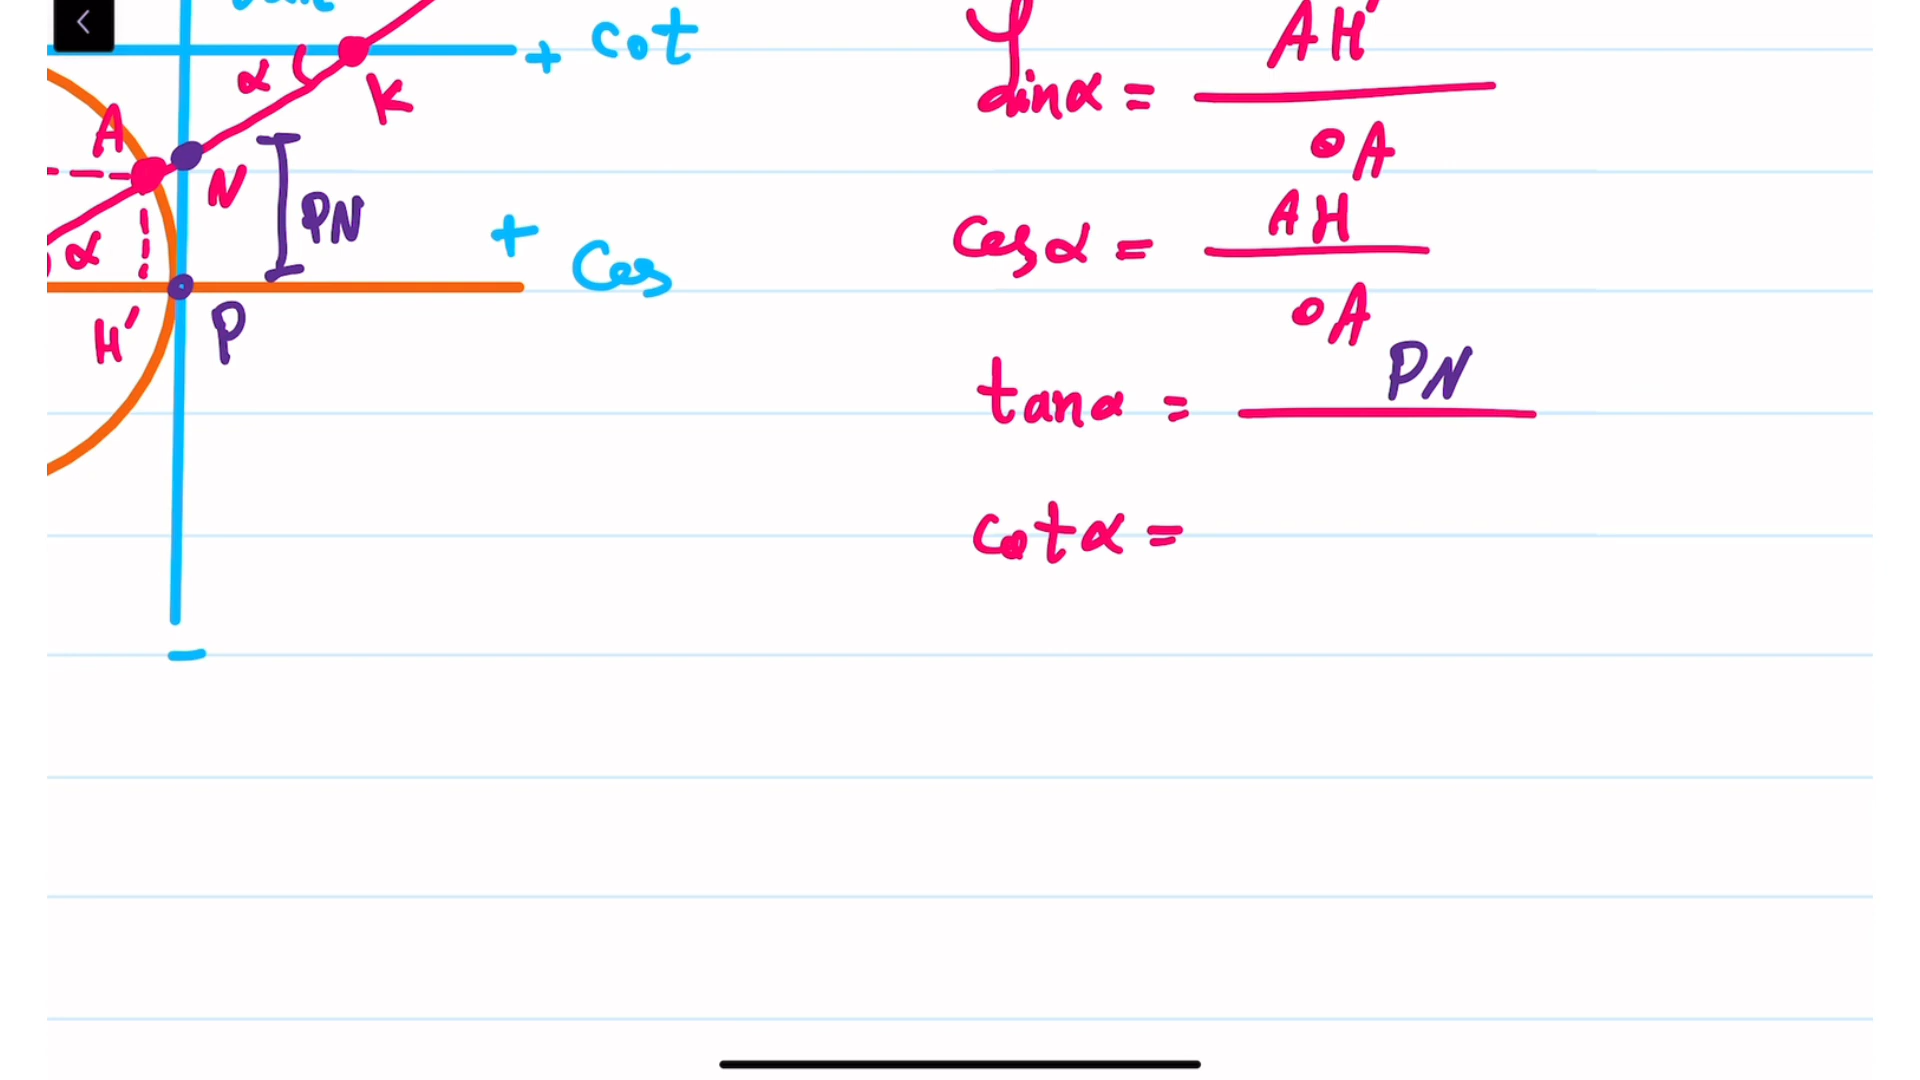 + cot
α
K
A
N
PN
α
+ Cos
H'
P
sinα = AH' / OA
cosα = AH / OA
tanα = PN /
cotα =